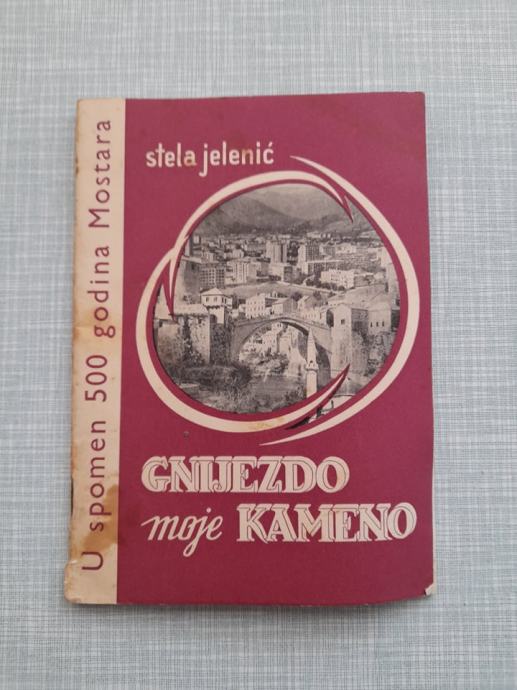 U spomen 500 godina Mostara
stela jelenić
GNIJEZDO
moje KAMENO